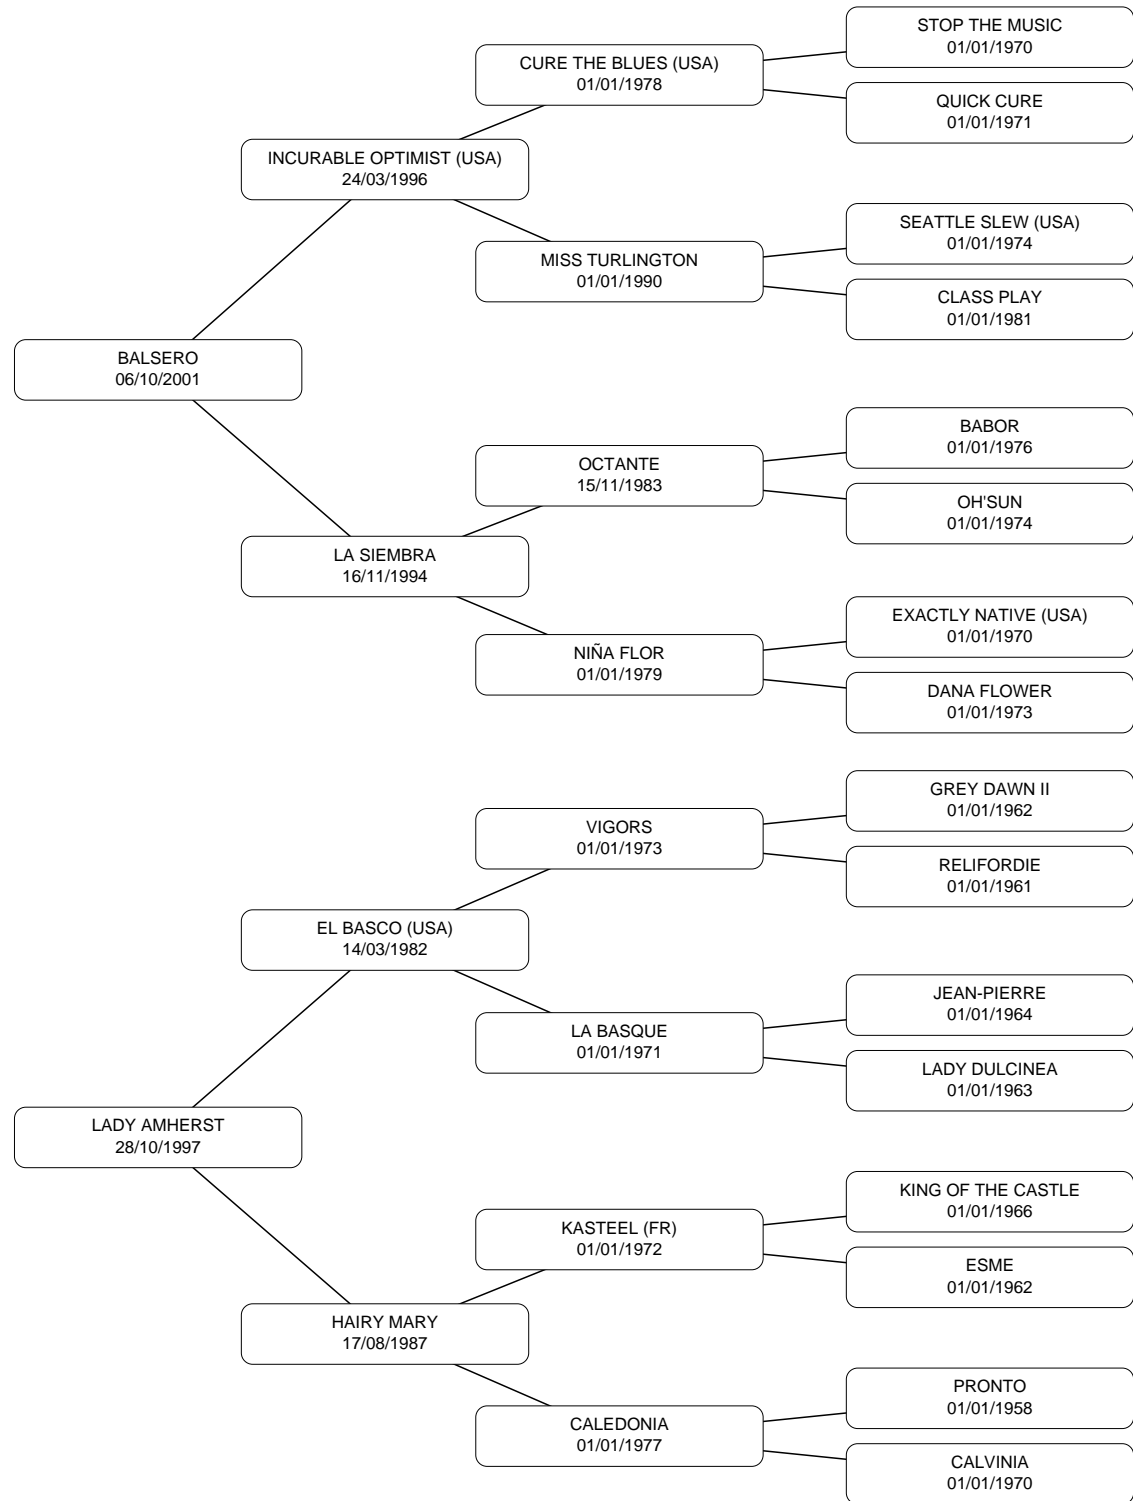 STOP THE MUSIC
01/01/1970
CURE THE BLUES (USA)
01/01/1978
QUICK CURE
01/01/1971
INCURABLE OPTIMIST (USA)
24/03/1996
SEATTLE SLEW (USA)
01/01/1974
MISS TURLINGTON
01/01/1990
CLASS PLAY
01/01/1981
BALSERO
06/10/2001
BABOR
01/01/1976
OCTANTE
15/11/1983
OH'SUN
01/01/1974
LA SIEMBRA
16/11/1994
EXACTLY NATIVE (USA)
01/01/1970
NIÑA FLOR
01/01/1979
DANA FLOWER
01/01/1973
GREY DAWN II
01/01/1962
VIGORS
01/01/1973
RELIFORDIE
01/01/1961
EL BASCO (USA)
14/03/1982
JEAN-PIERRE
01/01/1964
LA BASQUE
01/01/1971
LADY DULCINEA
01/01/1963
LADY AMHERST
28/10/1997
KING OF THE CASTLE
01/01/1966
KASTEEL (FR)
01/01/1972
ESME
01/01/1962
HAIRY MARY
17/08/1987
PRONTO
01/01/1958
CALEDONIA
01/01/1977
CALVINIA
01/01/1970